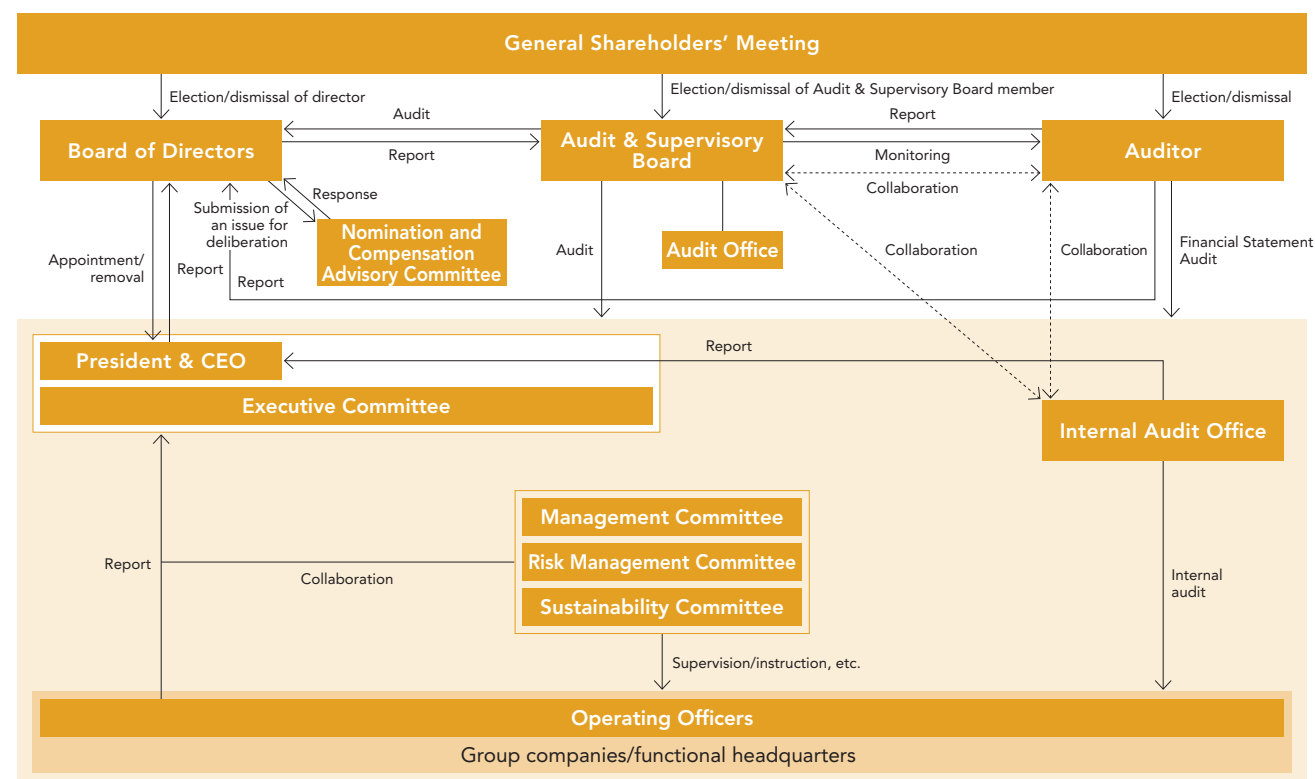 General Shareholders’ Meeting
Election/dismissal of director
Election/dismissal of Audit & Supervisory Board member
Election/dismissal
Audit
Report
Board of Directors
Audit & Supervisory
Board
Auditor
Report
Monitoring
Collaboration
Response
Submission of
an issue for
deliberation
Nomination and
Compensation
Advisory Committee
Audit Office
Appointment/
removal
Report
Report
Audit
Collaboration
Collaboration
Financial Statement
Audit
President & CEO
Report
Executive Committee
Internal Audit Office
Management Committee
Risk Management Committee
Sustainability Committee
Report
Collaboration
Internal
audit
Supervision/instruction, etc.
Operating Officers
Group companies/functional headquarters